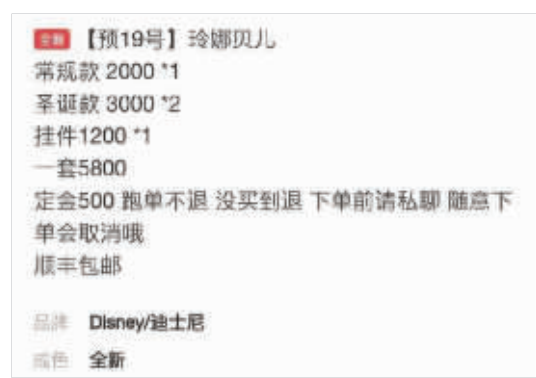 全新 【预19号】玲娜贝儿
常规款 2000 *1
圣诞款 3000 *2
挂件1200 *1
一套5800
定金500 跑单不退 没买到退 下单前请私聊 随意下
单会取消哦
顺丰包邮
品牌 Disney/迪士尼
成色 全新